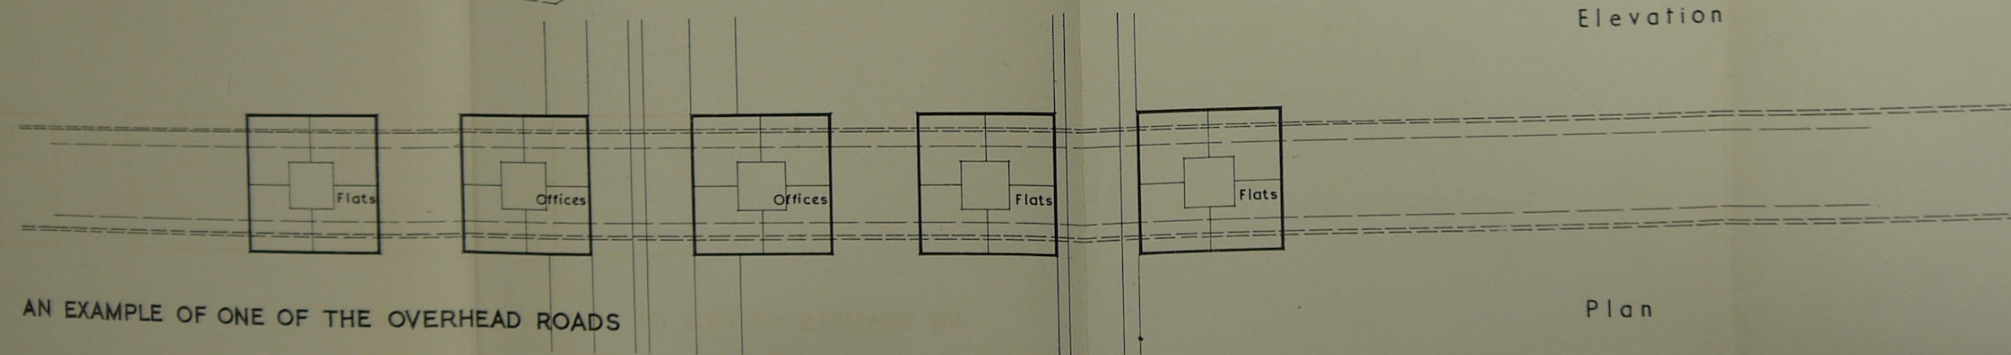 Elevation
Flats
Offices
Offices
Flats
Flats
AN EXAMPLE OF ONE OF THE OVERHEAD ROADS
Plan